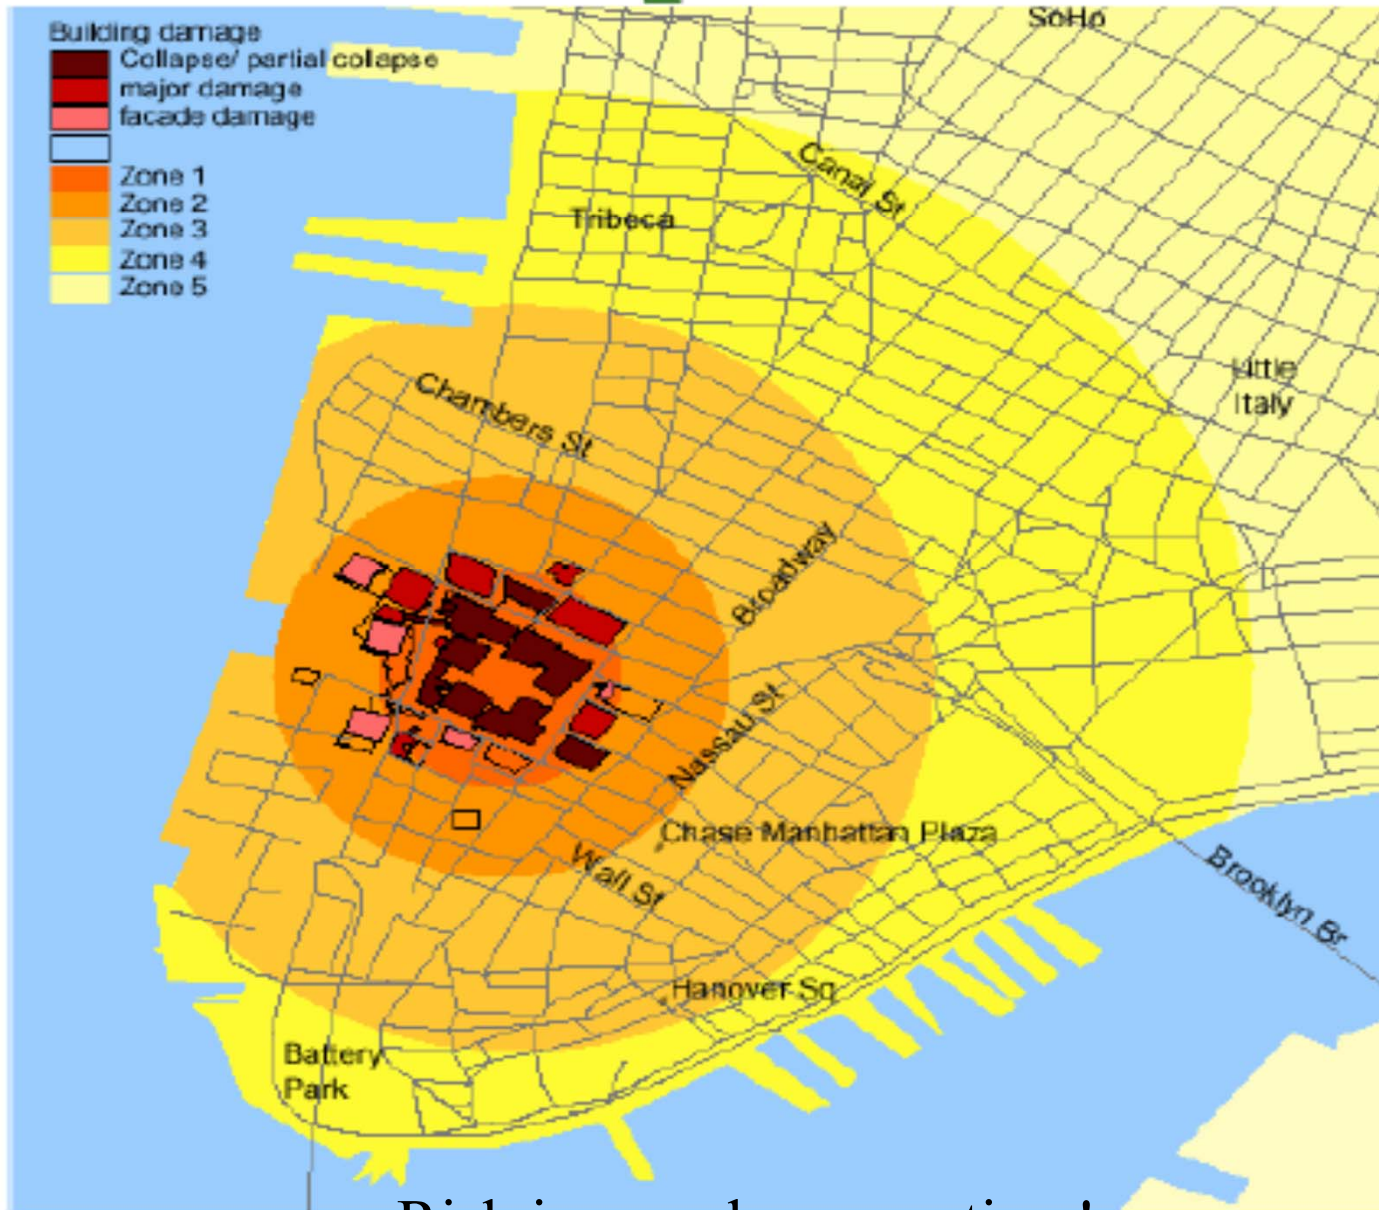 Building damage
Collapse/ partial collapse
major damage
facade damage
Zone 1
Zone 2
Zone 3
Zone 4
Zone 5
SoHo
Canal St
Tribeca
Little
Italy
Chambers St
Broadway
Nassau St
Chase Manhattan Plaza
Wall St
Brooklyn Br
Hanover Sq
Battery
Park